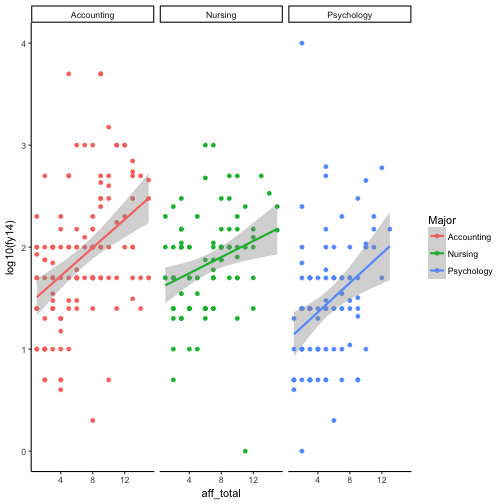 Accounting Nursing Psychology
4
3
2
1
0
log10(fy14)
4 8 12 4 8 12 4 8 12
aff_total
Major
Accounting
Nursing
Psychology